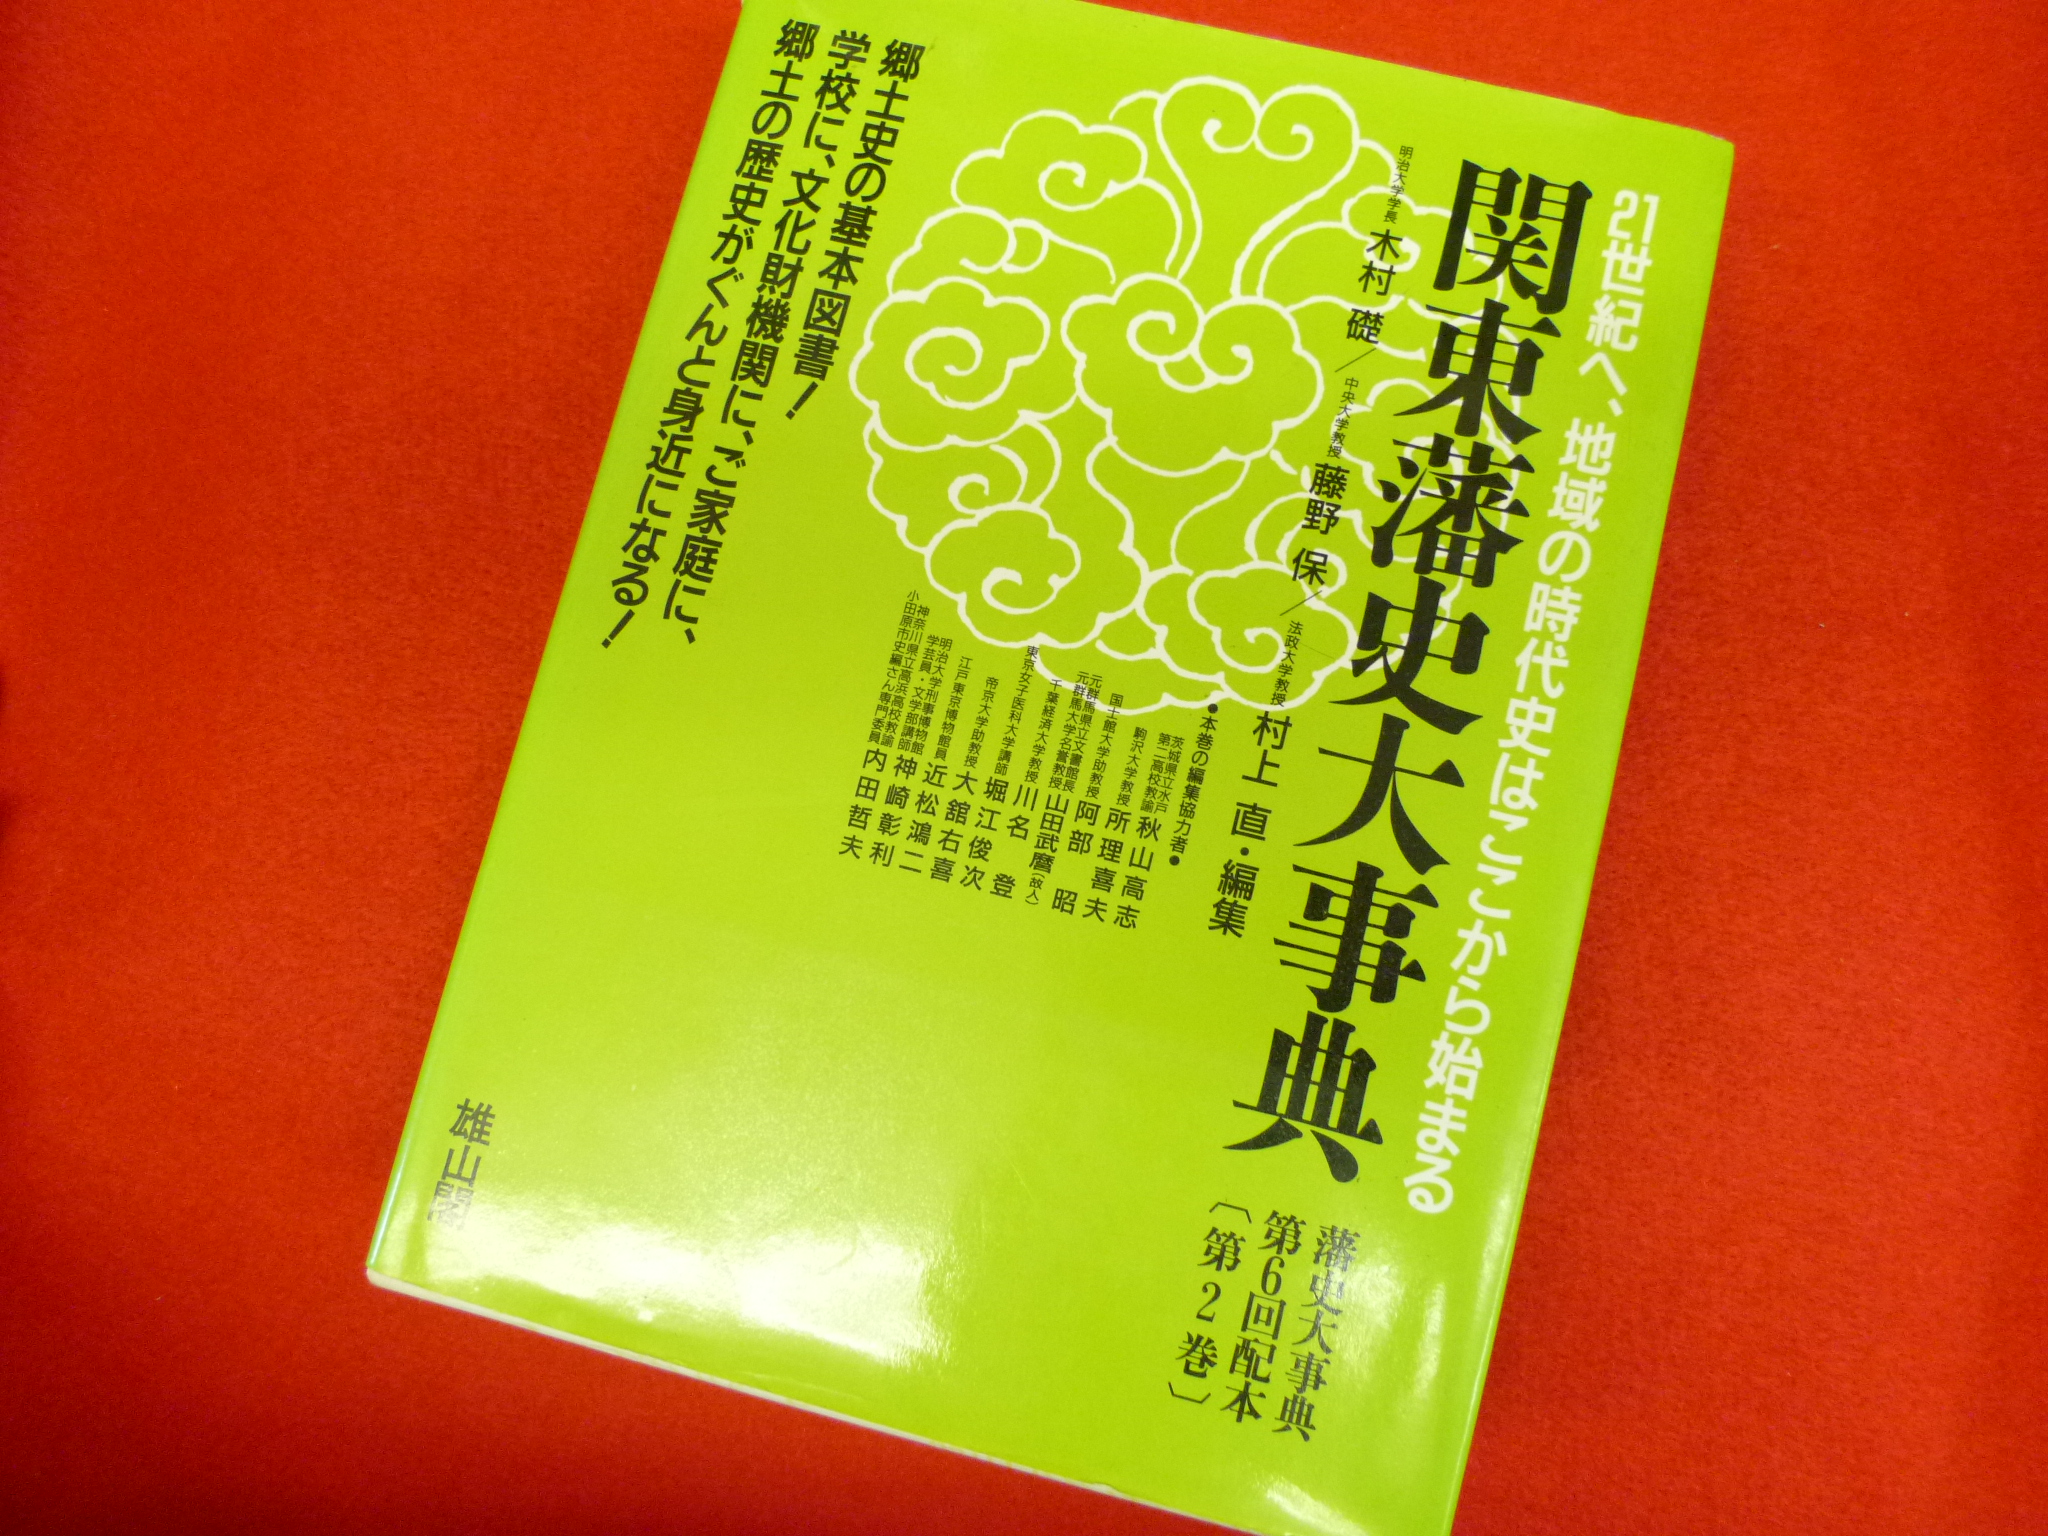 21世紀へ、地域の時代史はここから始まる
関東藩史大事典
藩史大事典
第6回配本
〔第2巻〕
明治大学学長 木村 礎／中央大学教授 藤野 保／法政大学教授 村上 直・編集
●本巻の編集協力者●
茨城県立水戸第二高校教諭 秋山高志
駒沢大学教授 所 理喜夫
国士館大学助教授 阿部 昭
元群馬県立文書館長
元群馬大学名誉教授 山田武麿(故人)
千葉経済大学教授 川名 登
東京女子医科大学講師 堀江俊次
帝京大学助教授 大舘右喜
江戸東京博物館員 近松鴻二
明治大学刑事博物館学芸員・文学部講師 神崎彰利
神奈川県立高浜高校教諭
小田原市史編さん専門委員 内田哲夫
郷土史の基本図書！
学校に、文化財機関に、ご家庭に、
郷土の歴史がぐんと身近になる！
雄山閣